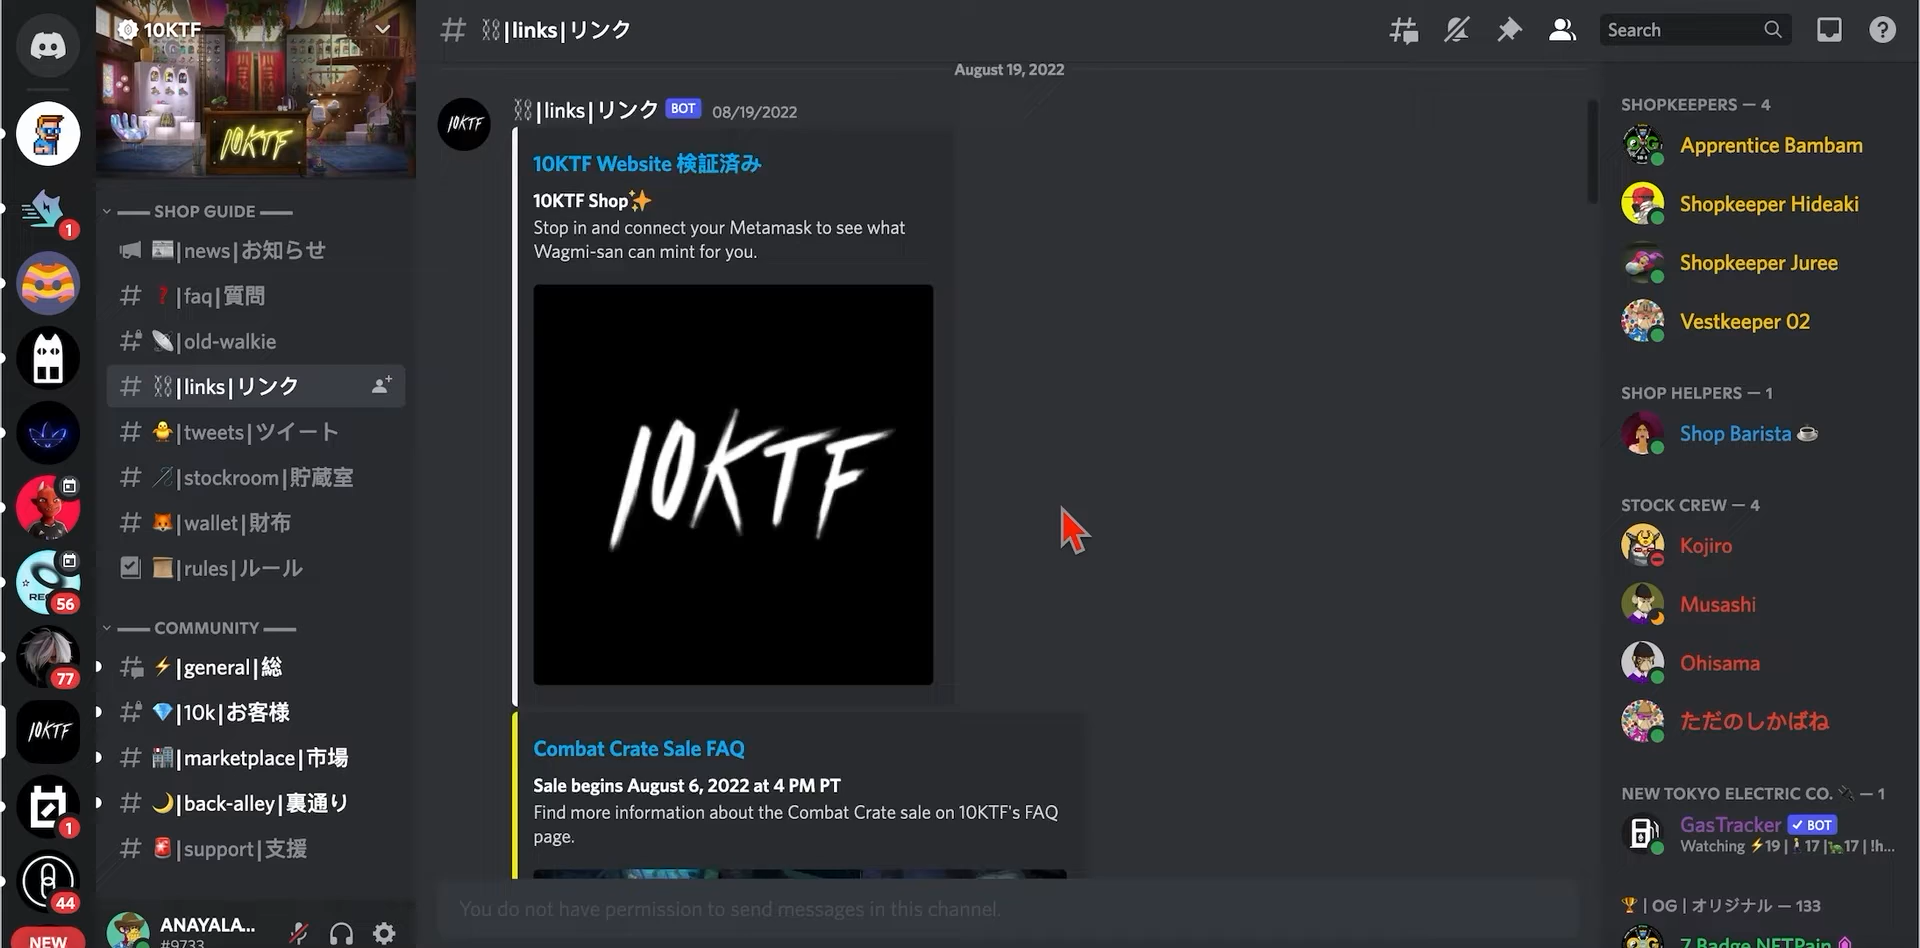 10KTF
SHOP GUIDE
|news|お知らせ
|faq|質問
|old-walkie
|links|リンク
|tweets|ツイート
|stockroom|貯蔵室
|wallet|財布
|rules|ルール
COMMUNITY
|general|総
|10k|お客様
|marketplace|市場
|back-alley|裏通り
|support|支援
ANAYALA...
#9733
1
56
77
10KTF
1
44
NEW
10KTF
|links|リンク
Search
August 19, 2022
10KTF
|links|リンク BOT 08/19/2022
10KTF Website 検証済み
10KTF Shop✨
Stop in and connect your Metamask to see what
Wagmi-san can mint for you.
10KTF
Combat Crate Sale FAQ
Sale begins August 6, 2022 at 4 PM PT
Find more information about the Combat Crate sale on 10KTF's FAQ
page.
You do not have permission to send messages in this channel.
SHOPKEEPERS — 4
Apprentice Bambam
Shopkeeper Hideaki
Shopkeeper Juree
Vestkeeper 02
SHOP HELPERS — 1
Shop Barista ☕
STOCK CREW — 4
Kojiro
Musashi
Ohisama
ただのしかばね
NEW TOKYO ELECTRIC CO. 🔌 — 1
GasTracker ✓ BOT
Watching ⚡19 | 🚶17 | 🐢17 | !h...
🏆 | OG | オリジナル — 133
7 Badge NFTPain